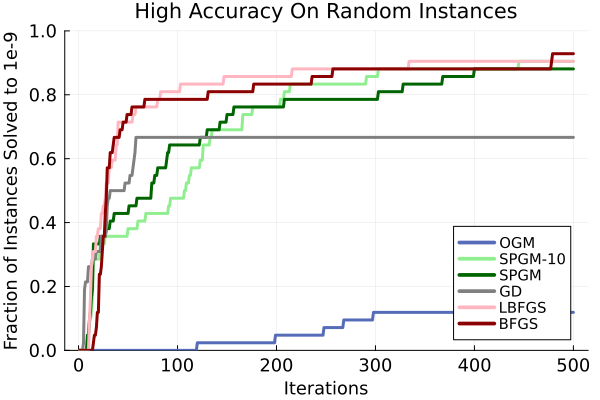 High Accuracy On Random Instances
Fraction of Instances Solved to 1e-9
1.0
0.8
0.6
0.4
0.2
0.0
0 100 200 300 400 500
Iterations
OGM
SPGM-10
SPGM
GD
LBFGS
BFGS